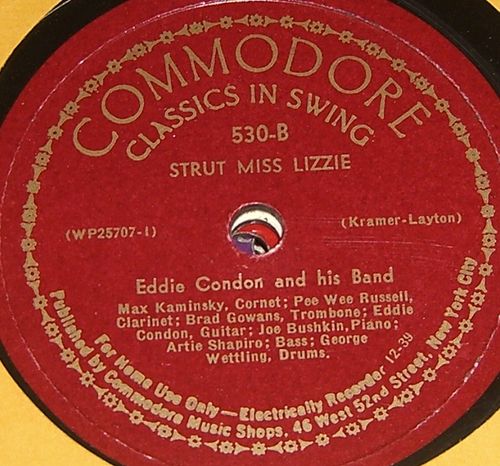 COMMODORE
CLASSICS IN SWING
530-B
STRUT MISS LIZZIE
(WP25707-1)
(Kramer-Layton)
Eddie Condon and his Band
Max Kaminsky, Cornet; Pee Wee Russell,
Clarinet; Brad Gowans, Trombone; Eddie
Condon, Guitar; Joe Bushkin, Piano;
Artie Shapiro; Bass; George
Wettling, Drums.
For Home Use Only—Electrically Recorder 12-39
Published by Commodore Music Shops, 46 West 52nd Street, New York City